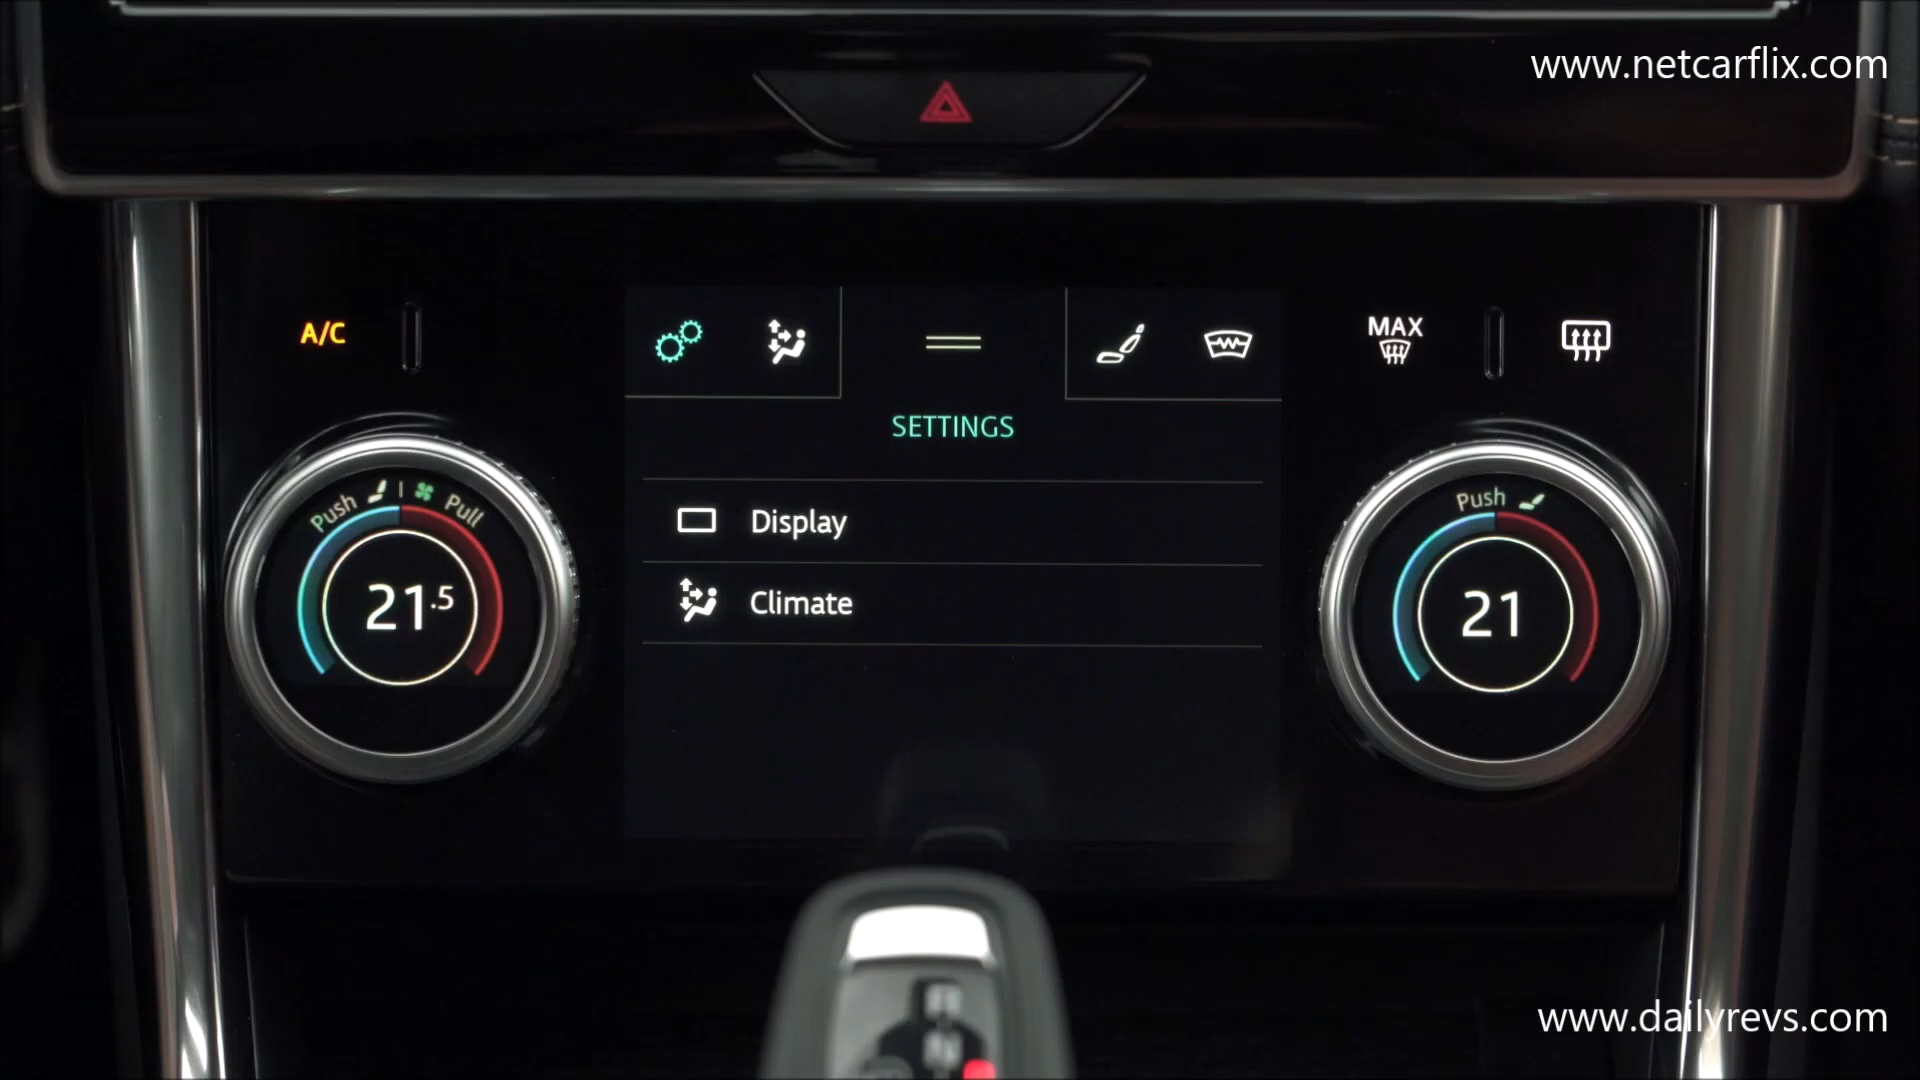 www.netcarflix.com
A/C
MAX
SETTINGS
Push | Pull
Push
Display
21.5
Climate
21
www.dailyrevs.com